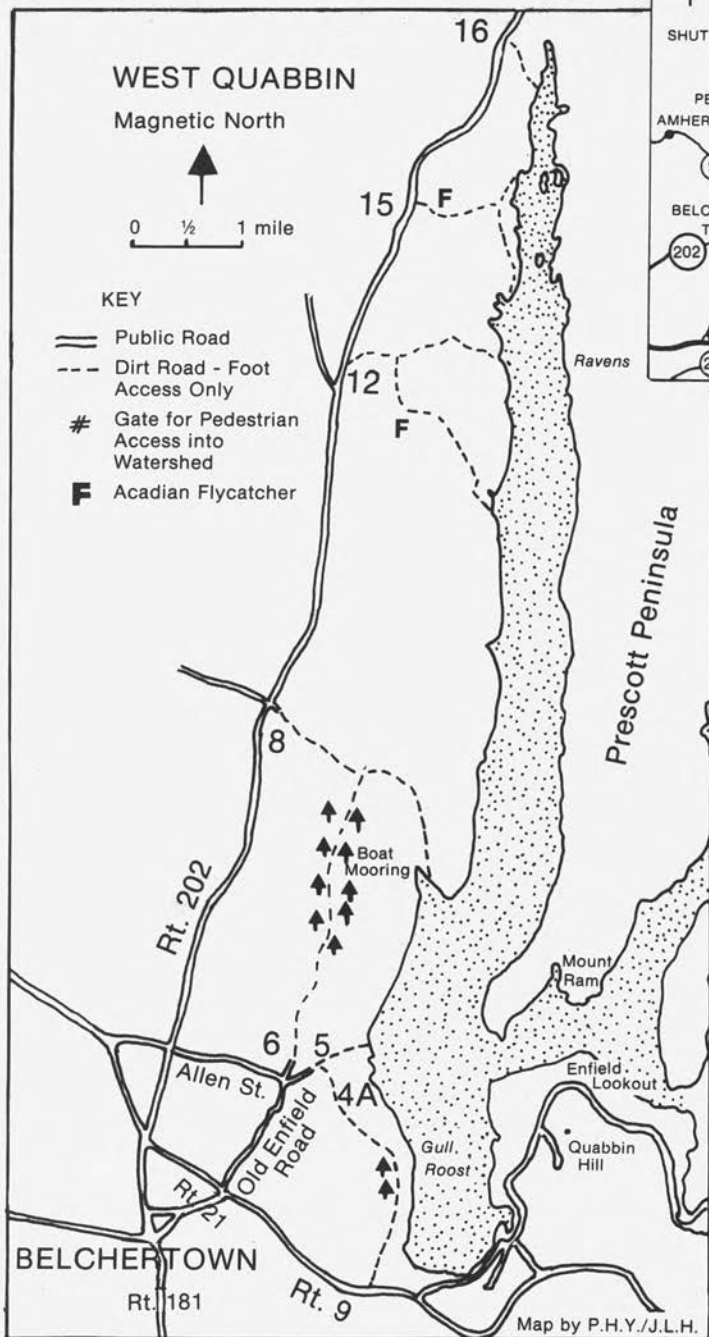 WEST QUABBIN
Magnetic North
0 ½ 1 mile
KEY
Public Road
Dirt Road - Foot
Access Only
# Gate for Pedestrian
Access into
Watershed
F Acadian Flycatcher
16
15
F
12
F
8
Ravens
Prescott Peninsula
Rt. 202
Boat
Mooring
Mount
Ram
6
5
Allen St.
4A
Enfield
Lookout
Old Enfield
Road
Gull
Roost
Quabbin
Hill
Rt. 21
BELCHERTOWN
Rt. 9
Rt. 181
Map by P.H.Y./J.L.H.
SHUT
PE
AMHER
BELC
T
202